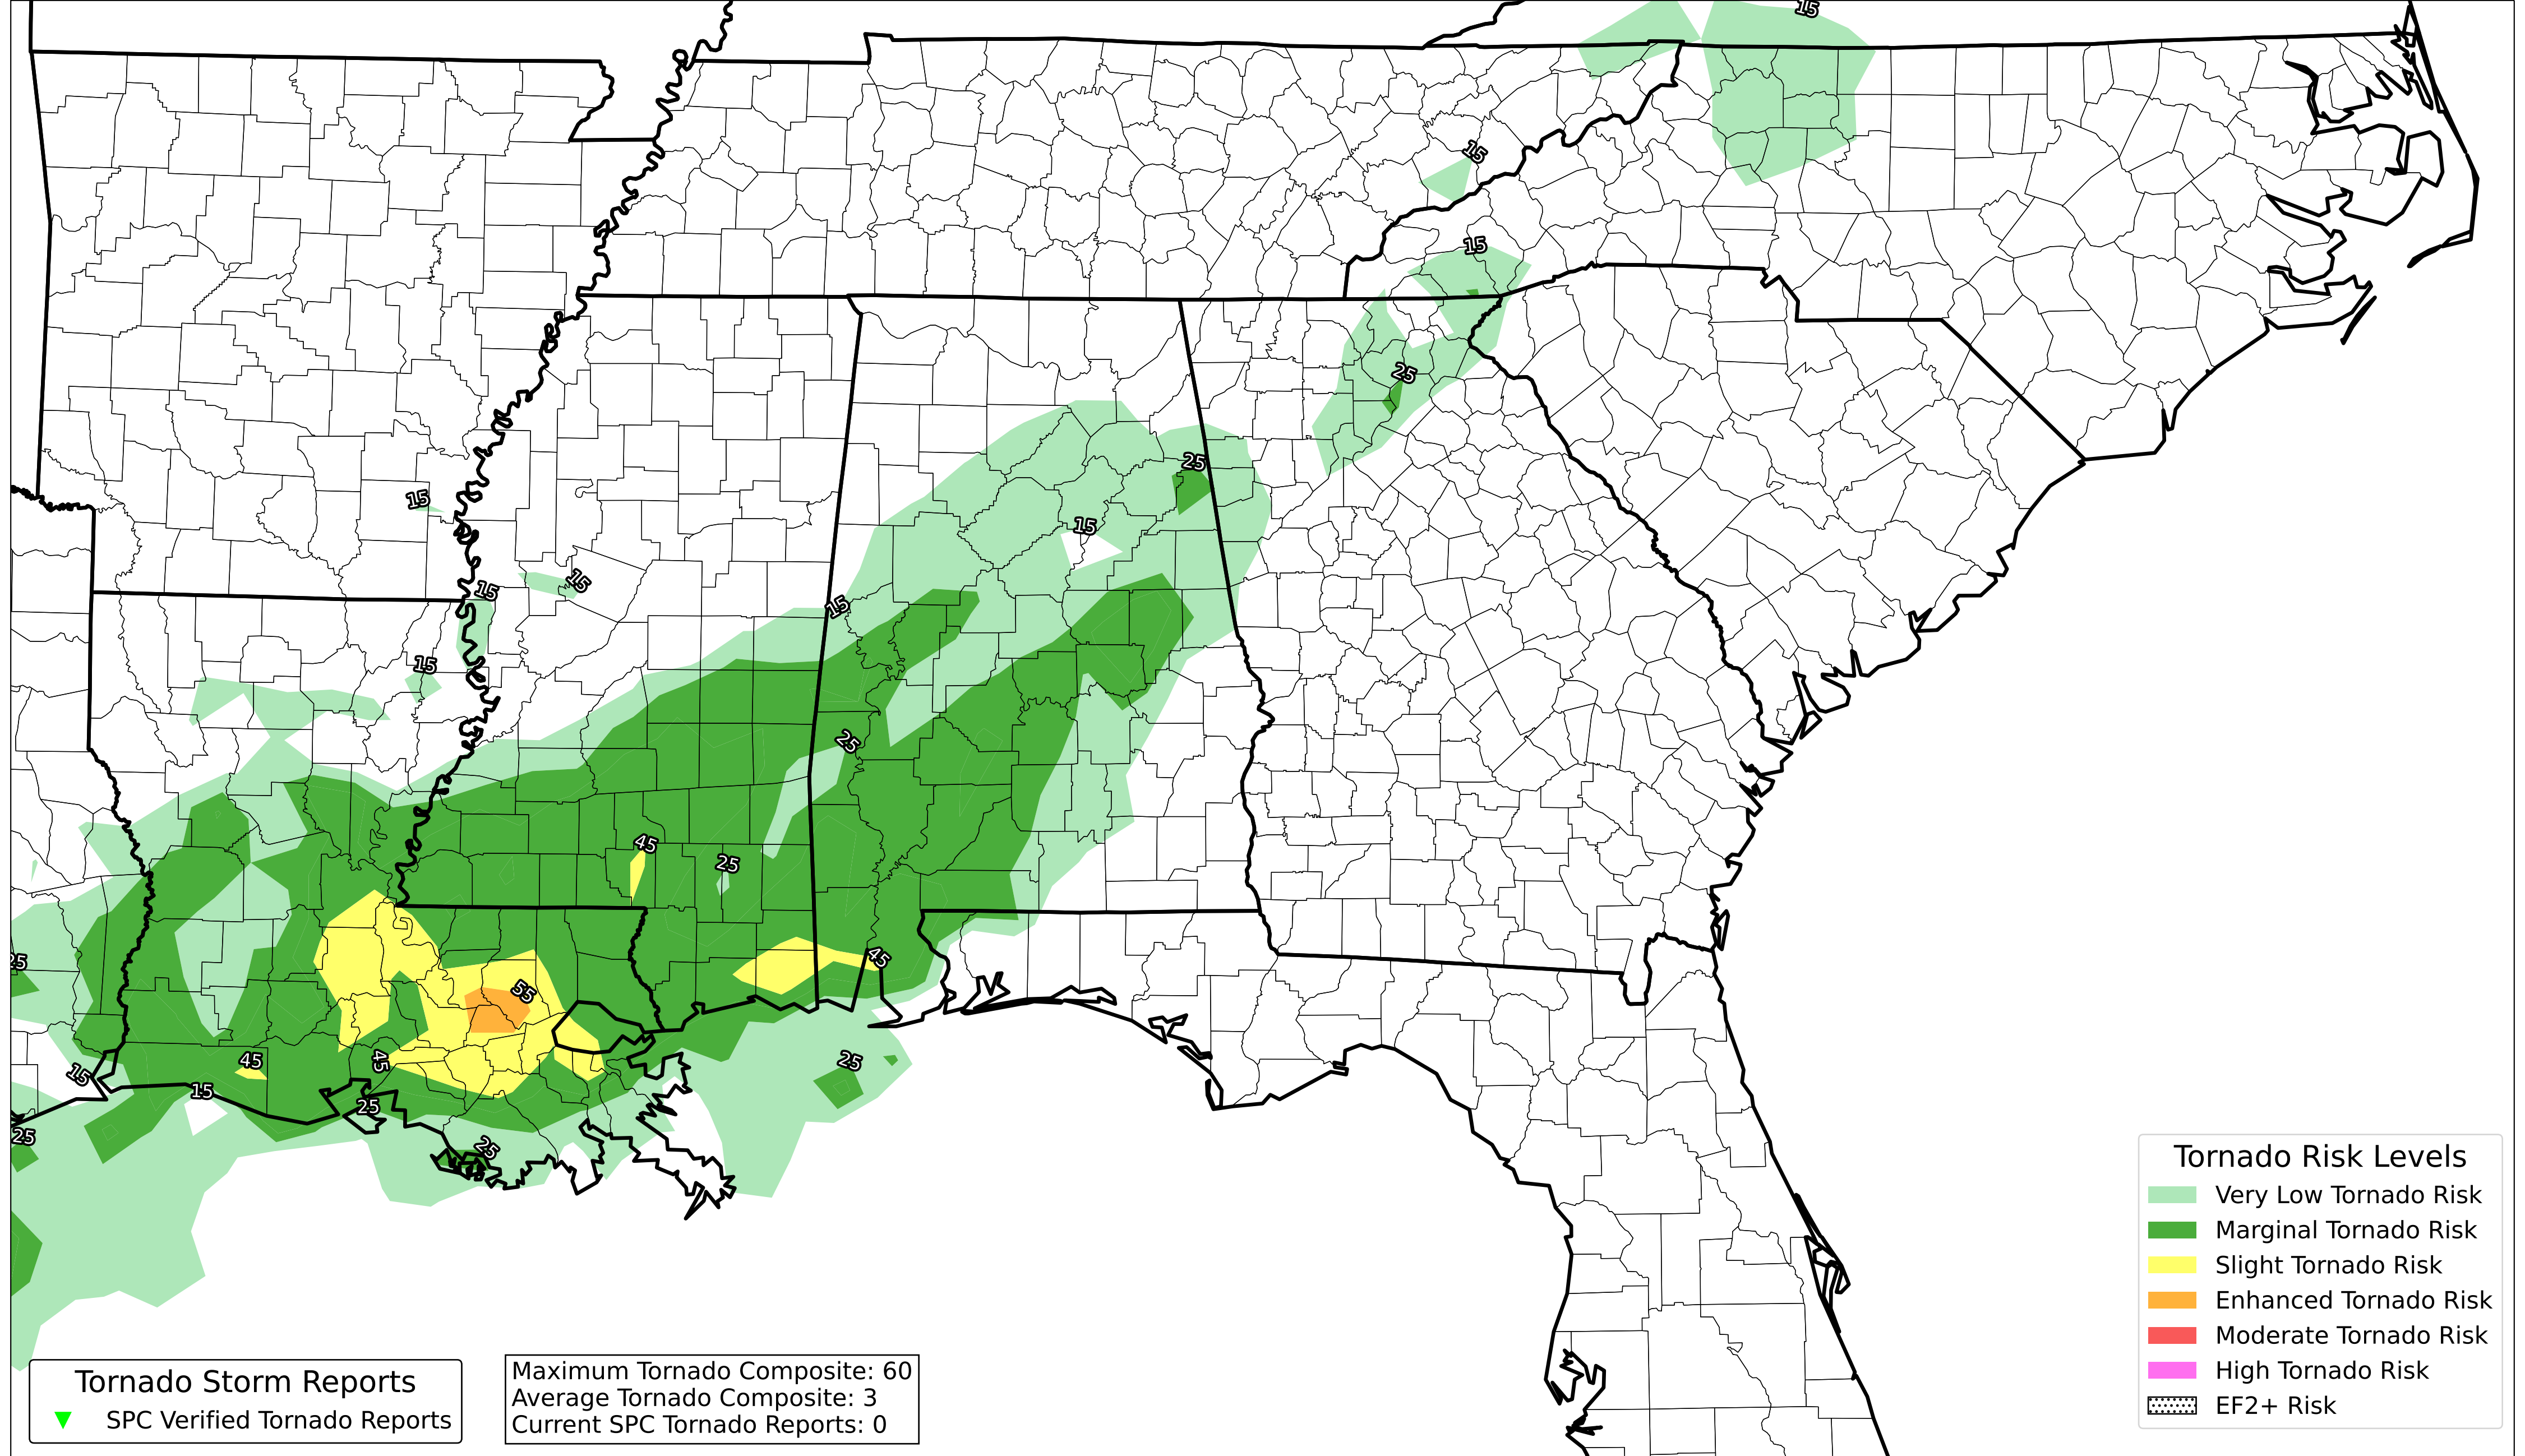 15
15
15
25
25
15
15
15
15
15
15
25
45
25
25
45
55
45
45
25
15
15
25
25
25
Tornado Risk Levels
Very Low Tornado Risk
Marginal Tornado Risk
Slight Tornado Risk
Enhanced Tornado Risk
Moderate Tornado Risk
High Tornado Risk
EF2+ Risk
Tornado Storm Reports
SPC Verified Tornado Reports
Maximum Tornado Composite: 60
Average Tornado Composite: 3
Current SPC Tornado Reports: 0